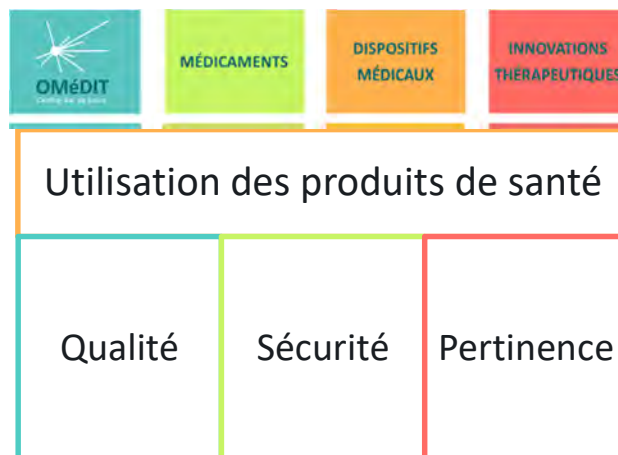 OMéDIT
MÉDICAMENTS
DISPOSITIFS
MÉDICAUX
INNOVATIONS
THÉRAPEUTIQUES
Utilisation des produits de santé
Qualité
Sécurité
Pertinence